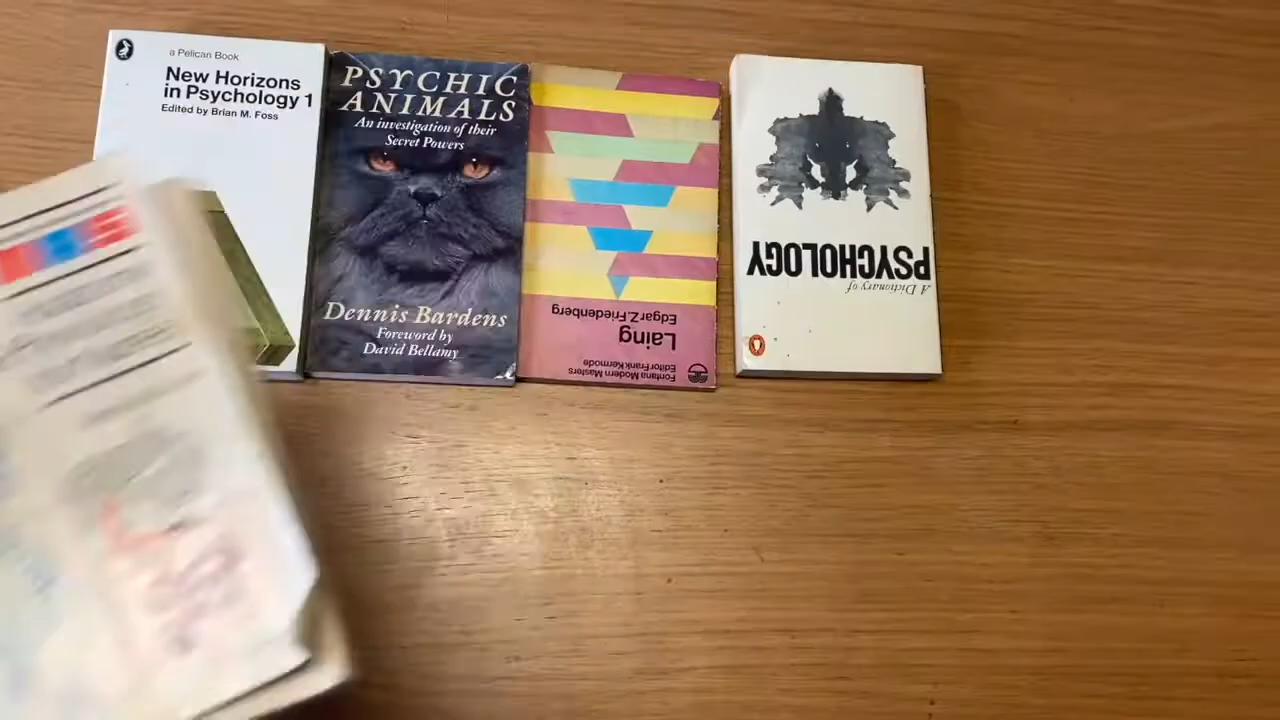 a Pelican Book
New Horizons
in Psychology 1
Edited by Brian M. Foss
PSYCHIC
ANIMALS
An investigation of their
Secret Powers
Dennis Bardens
Foreword by
David Bellamy
Fontana Modern Masters
Editor Frank Kermode
Laing
Edgar Z. Friedenberg
A Dictionary of
PSYCHOLOGY